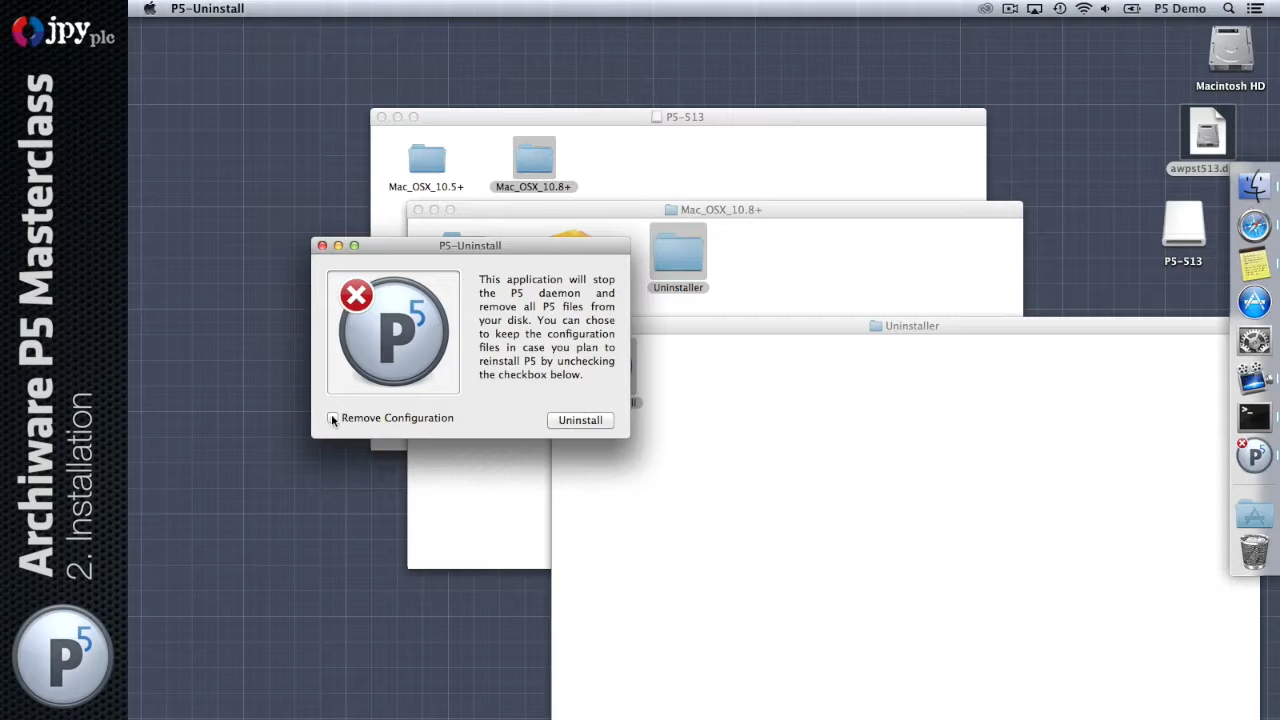 P5-Uninstall
P5 Demo
jpy plc
Archiware P5 Masterclass
2. Installation
P5
Macintosh HD
awpst513.d
P5-513
P5-513
Mac_OSX_10.5+
Mac_OSX_10.8+
Mac_OSX_10.8+
Uninstaller
Uninstaller
P5-Uninstall
P5
This application will stop
the P5 daemon and
remove all P5 files from
your disk. You can chose
to keep the configuration
files in case you plan to
reinstall P5 by unchecking
the checkbox below.
Remove Configuration
Uninstall
P5